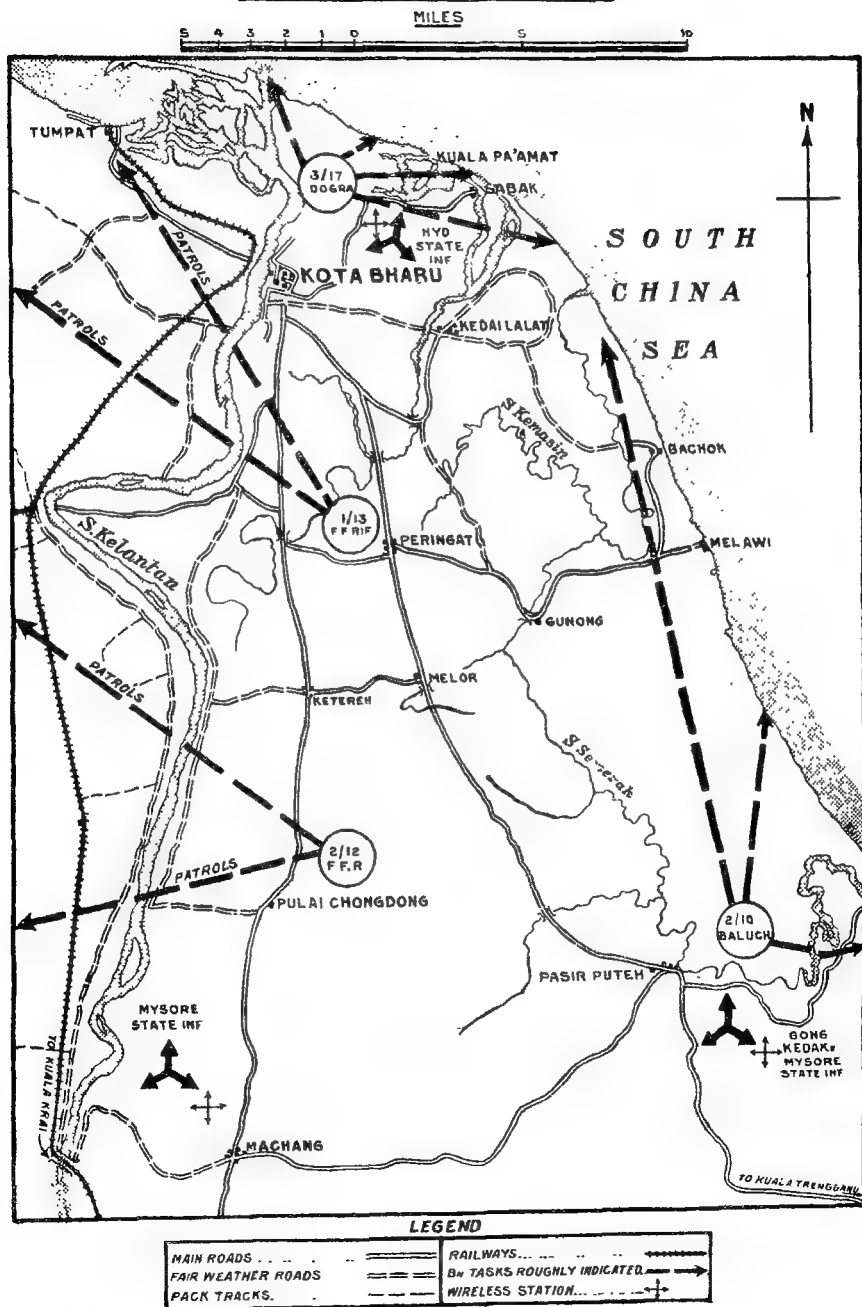 MILES
5 4 3 2 1 0 5 10
N
TUMPAT
3/17
DOGRA
KUALA PA'AMAT
SABAK
HYD
STATE
INF
SOUTH
CHINA
SEA
PATROLS
KOTA BHARU
PATROLS
KEDAI LALAT
S. Kemasin
BACHOK
1/13
F.F.RIF
PERINGAT
MELAWI
S. Kelantan
GUNONG
PATROLS
MELOR
KETEREH
S. Semerak
2/12
F.F.R
PATROLS
PULAI CHONGDONG
2/10
BALUCH
PASIR PUTEH
MYSORE
STATE INF
GONG
KEDAK=
MYSORE
STATE INF
TO KUALA KRAI
MACHANG
TO KUALA TRENGGANU
LEGEND
MAIN ROADS
RAILWAYS
FAIR WEATHER ROADS
BN TASKS ROUGHLY INDICATED
PACK TRACKS.
WIRELESS STATION